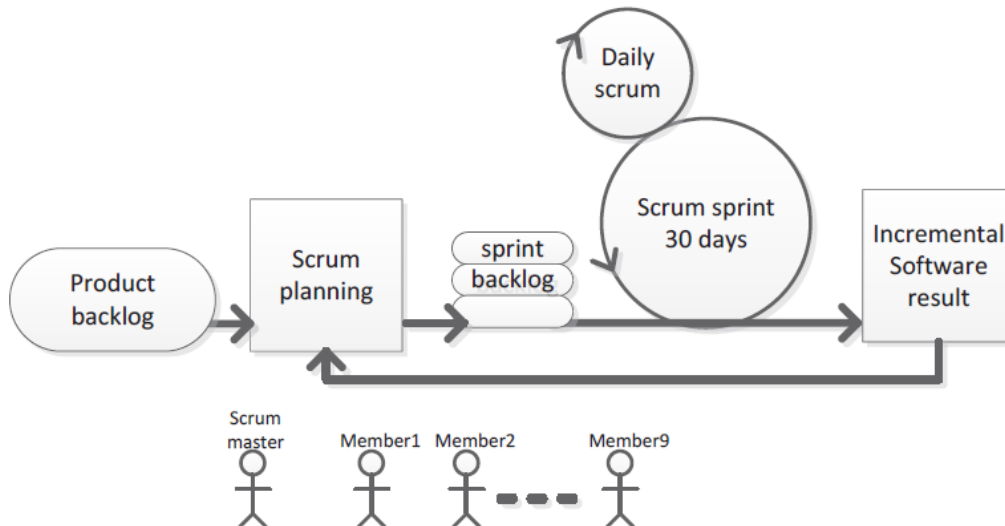 Daily
scrum
Scrum sprint
30 days
Product
backlog
Scrum
planning
sprint
backlog
Incremental
Software
result
Scrum
master
Member1
Member2
Member9